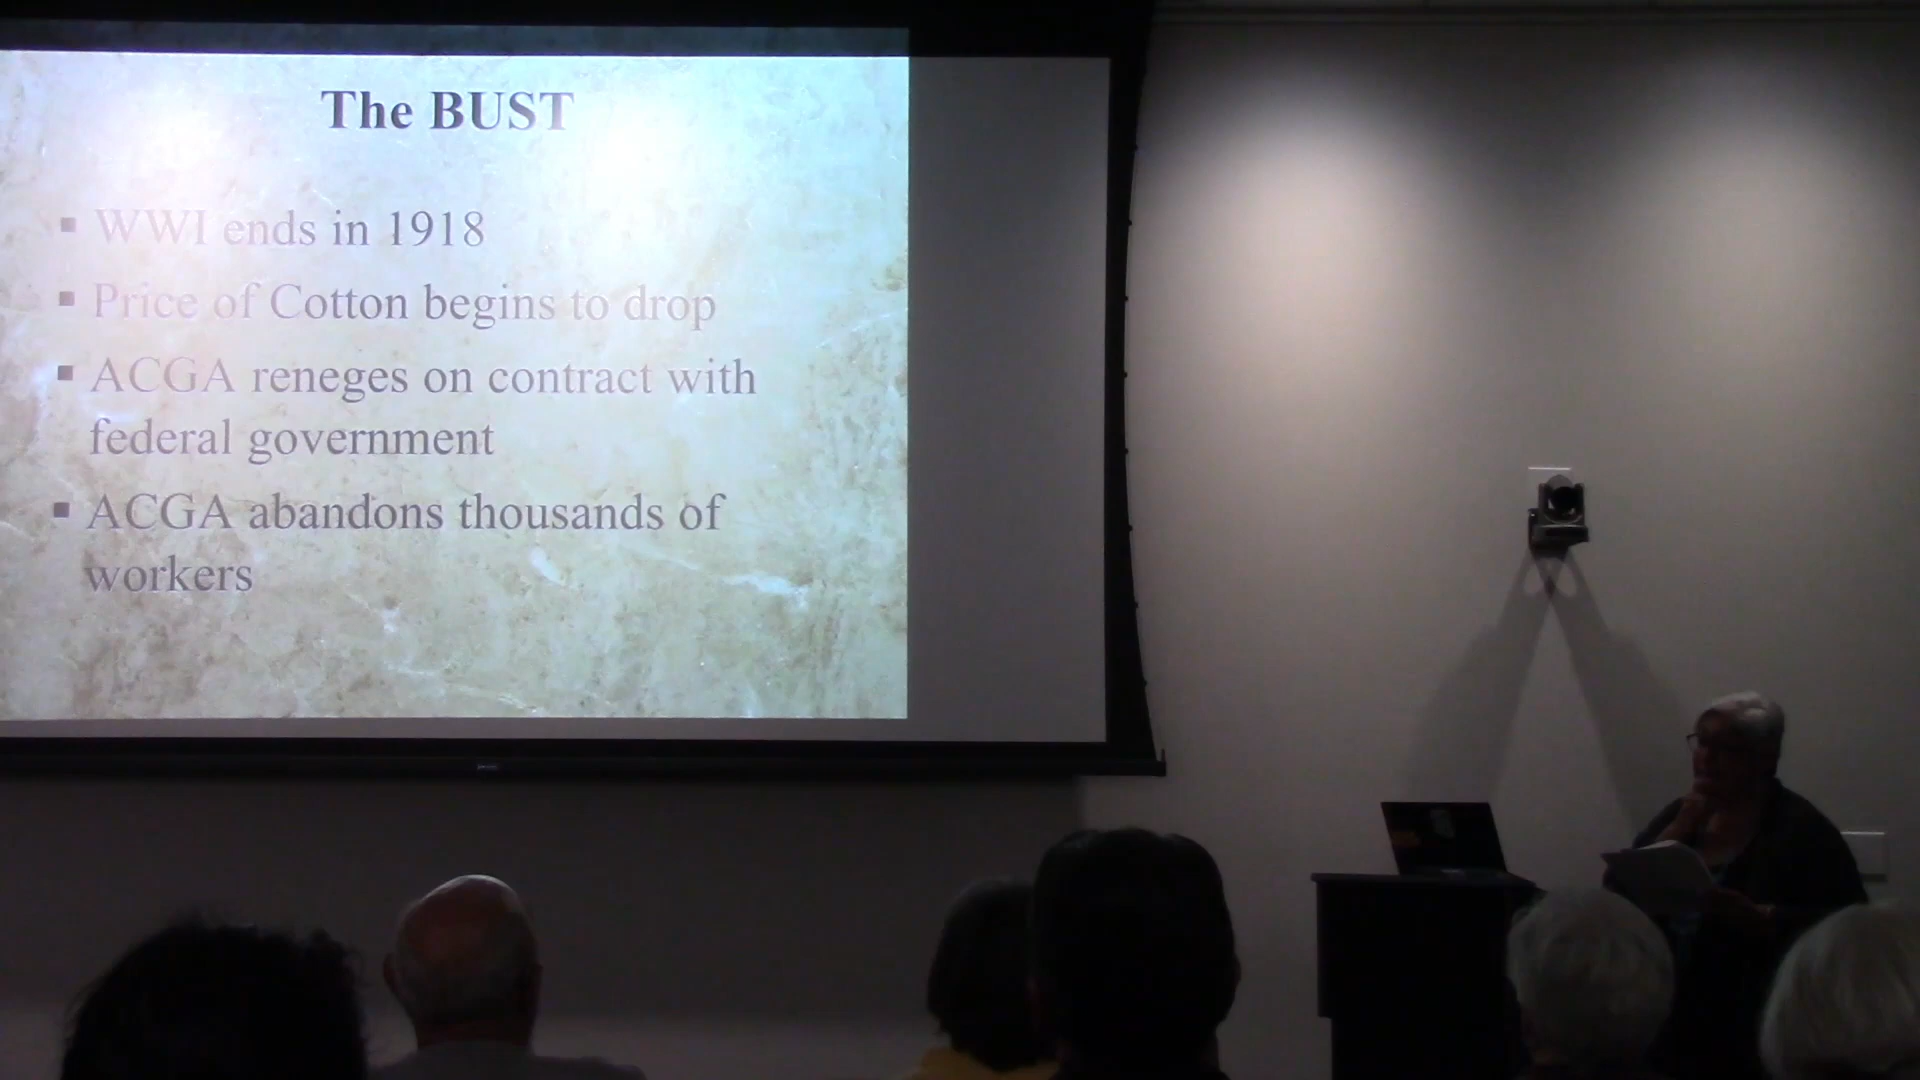 The BUST
▪ WWI ends in 1918
▪ Price of Cotton begins to drop
▪ ACGA reneges on contract with
federal government
▪ ACGA abandons thousands of
workers